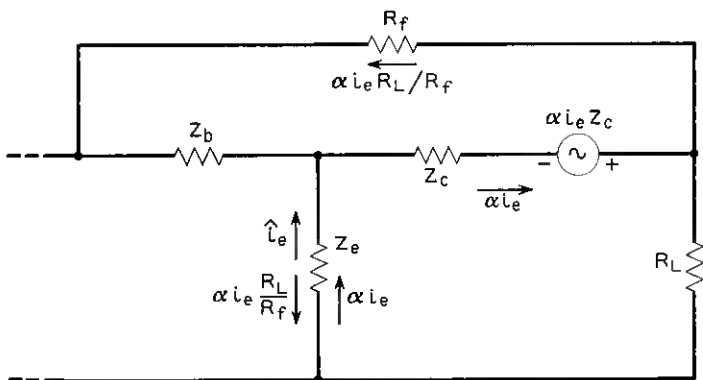 R_f
αi_e R_L/R_f
Z_b
αi_e Z_c
- ~ +
Z_c
αi_e
î_e
Z_e
αi_e R_L/R_f
αi_e
R_L